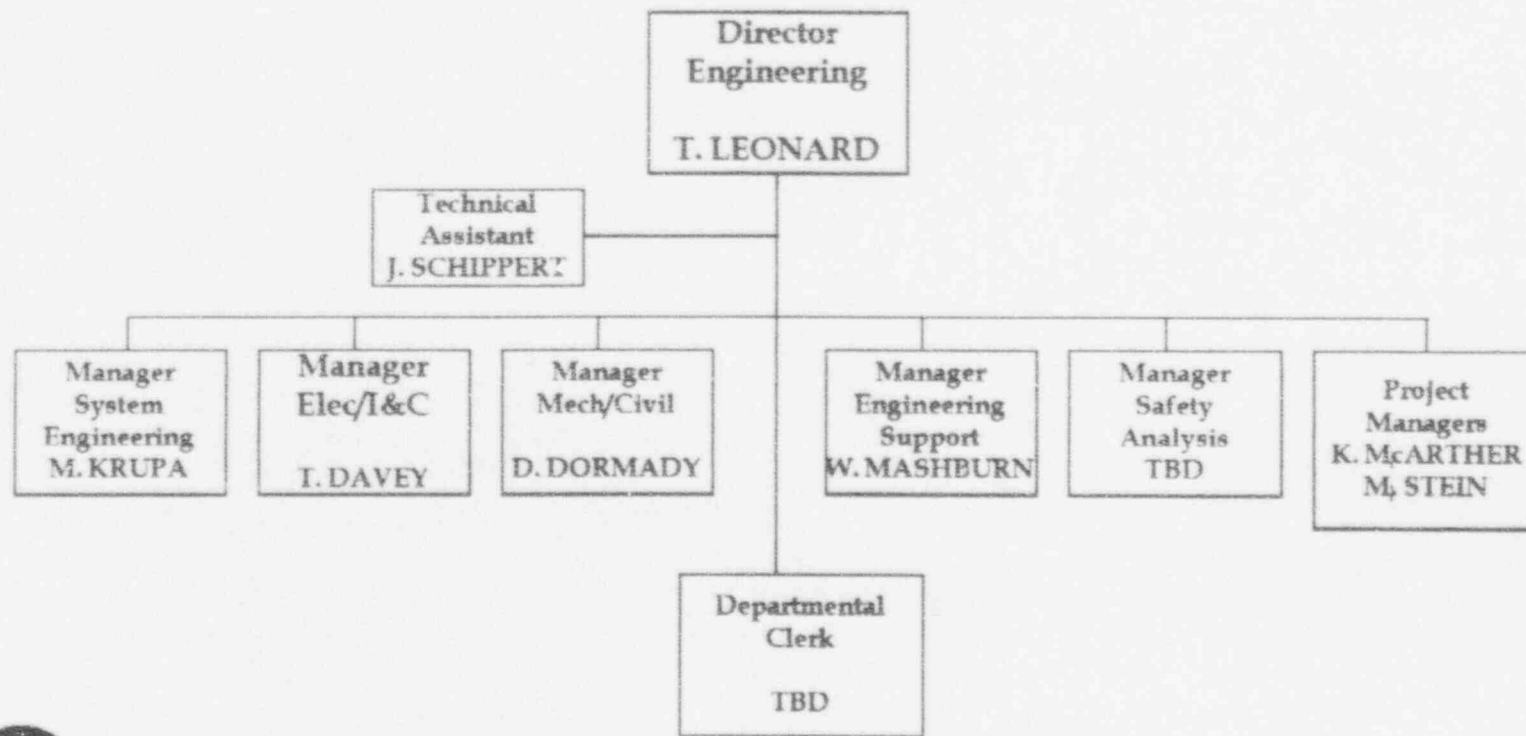 Director
Engineering
T. LEONARD
Technical
Assistant
J. SCHIPPERT
Manager
System
Engineering
M. KRUPA
Manager
Elec/I&C
T. DAVEY
Manager
Mech/Civil
D. DORMADY
Manager
Engineering
Support
W. MASHBURN
Manager
Safety
Analysis
TBD
Project
Managers
K. McARTHER
M. STEIN
Departmental
Clerk
TBD